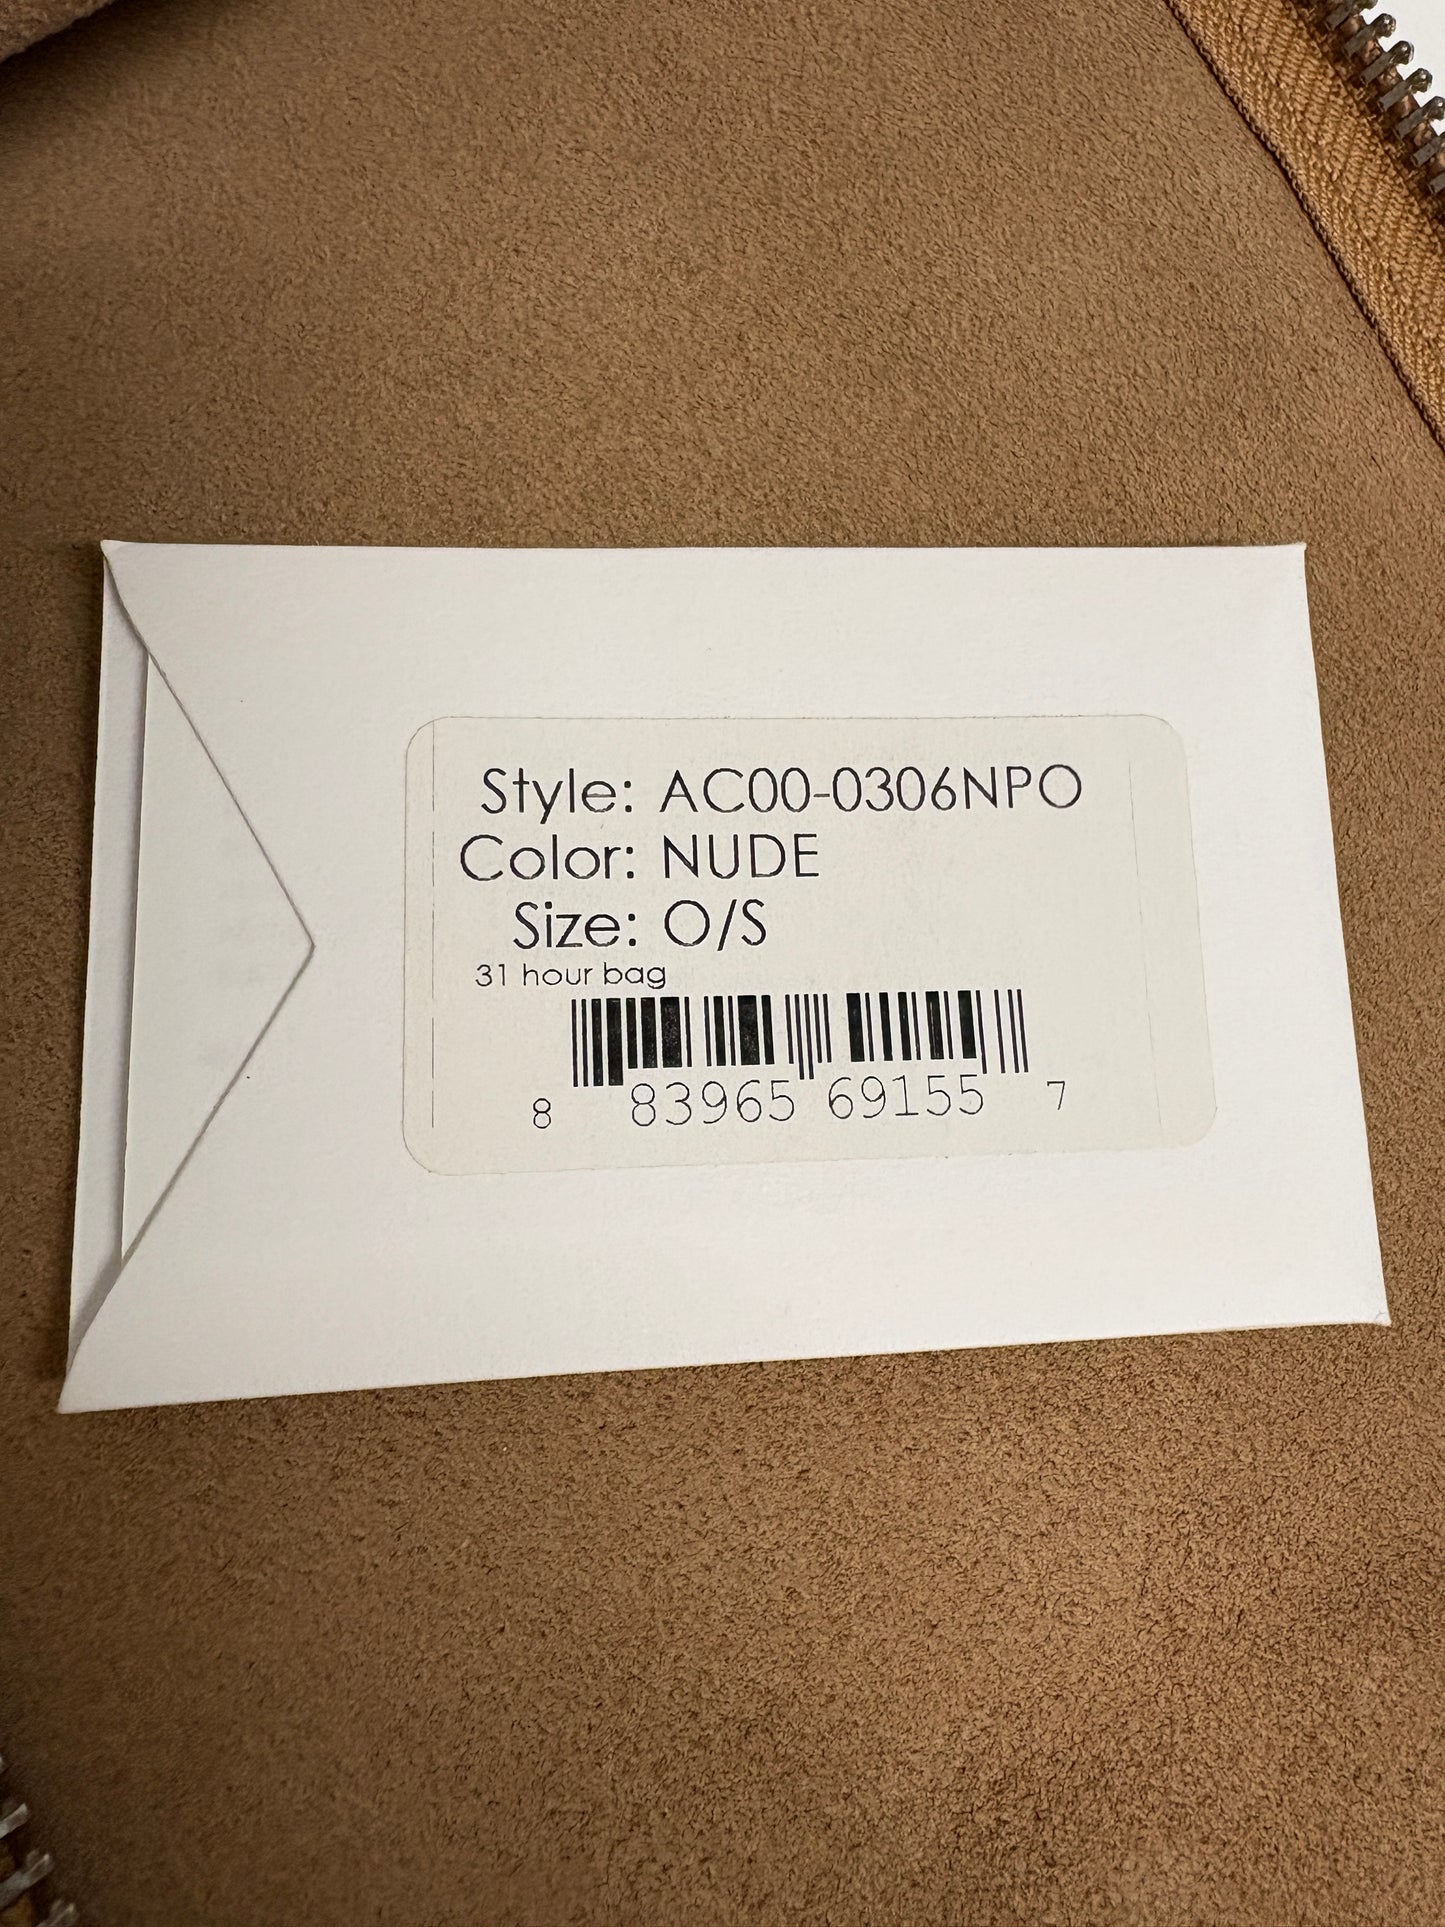 Style: AC00-0306NPO
Color: NUDE
Size: O/S
31 hour bag
8 83965 69155 7